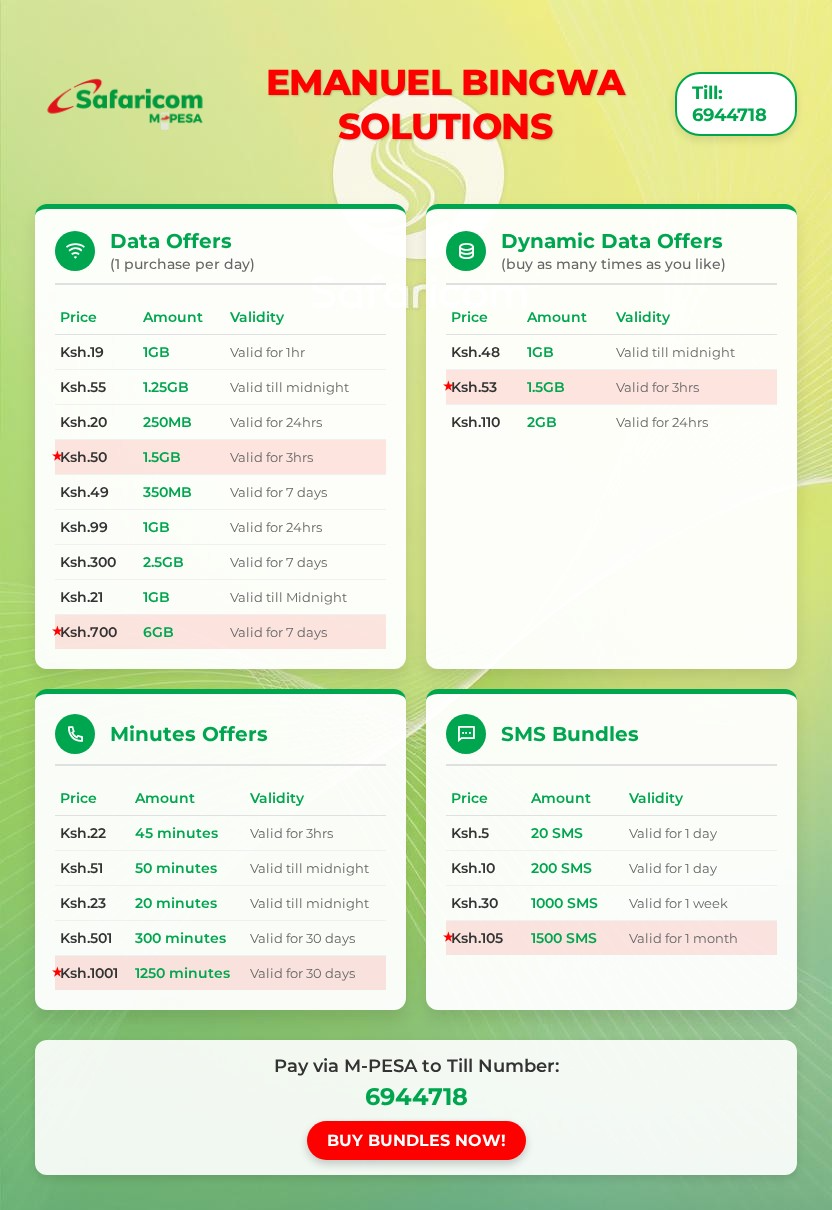 Safaricom
M-PESA
EMANUEL BINGWA
SOLUTIONS
Till:
6944718
Safaricom
Data Offers
(1 purchase per day)
Price Amount Validity
Ksh.19 1GB Valid for 1hr
Ksh.55 1.25GB Valid till midnight
Ksh.20 250MB Valid for 24hrs
★Ksh.50 1.5GB Valid for 3hrs
Ksh.49 350MB Valid for 7 days
Ksh.99 1GB Valid for 24hrs
Ksh.300 2.5GB Valid for 7 days
Ksh.21 1GB Valid till Midnight
★Ksh.700 6GB Valid for 7 days
Dynamic Data Offers
(buy as many times as you like)
Price Amount Validity
Ksh.48 1GB Valid till midnight
★Ksh.53 1.5GB Valid for 3hrs
Ksh.110 2GB Valid for 24hrs
Minutes Offers
Price Amount Validity
Ksh.22 45 minutes Valid for 3hrs
Ksh.51 50 minutes Valid till midnight
Ksh.23 20 minutes Valid till midnight
Ksh.501 300 minutes Valid for 30 days
★Ksh.1001 1250 minutes Valid for 30 days
SMS Bundles
Price Amount Validity
Ksh.5 20 SMS Valid for 1 day
Ksh.10 200 SMS Valid for 1 day
Ksh.30 1000 SMS Valid for 1 week
★Ksh.105 1500 SMS Valid for 1 month
Pay via M-PESA to Till Number:
6944718
BUY BUNDLES NOW!